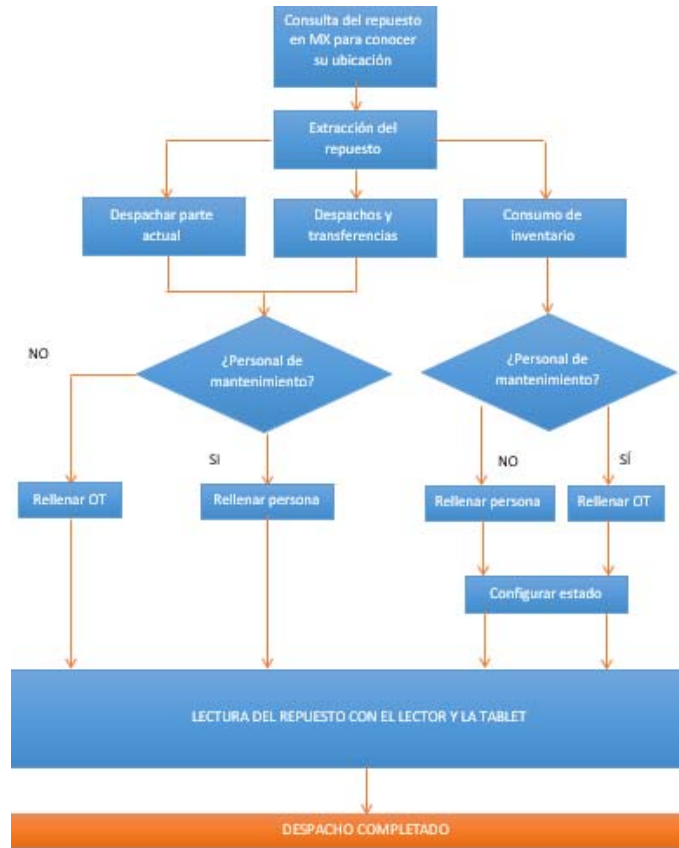 Consulta del repuesto
en MX para conocer
su ubicación
Extracción del
repuesto
Despachar parte
actual
Despachos y
transferencias
Consumo de
inventario
¿Personal de
mantenimiento?
¿Personal de
mantenimiento?
NO
SI
NO
SÍ
Rellenar OT
Rellenar persona
Rellenar persona
Rellenar OT
Configurar estado
LECTURA DEL REPUESTO CON EL LECTOR Y LA TABLET
DESPACHO COMPLETADO